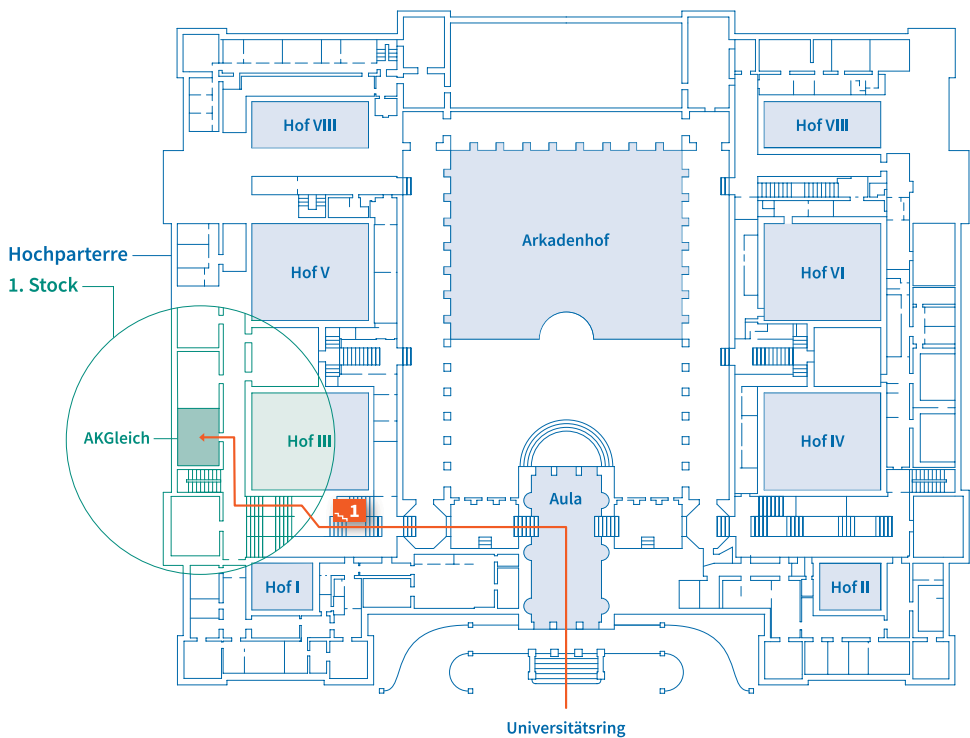 Hof VIII
Hof VIII
Arkadenhof
Hochparterre
Hof V
Hof VI
1. Stock
AKGleich
Hof III
Hof IV
Aula
1
Hof I
Hof II
Universitätsring